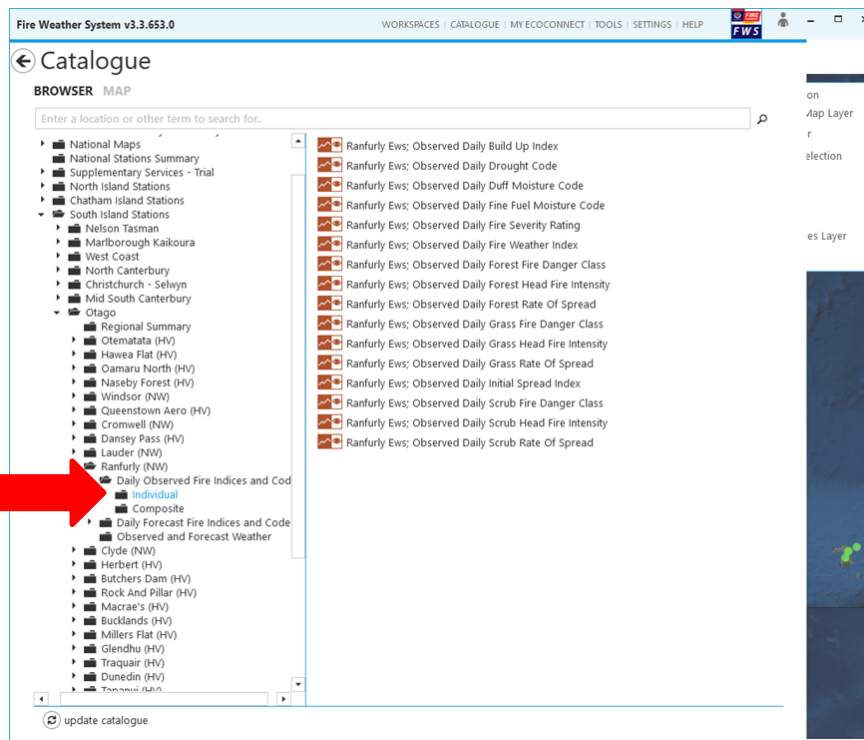 Fire Weather System v3.3.653.0
WORKSPACES | CATALOGUE | MY ECOCONNECT | TOOLS | SETTINGS | HELP
FIRE
FWS
Catalogue
BROWSER MAP
Enter a location or other term to search for..
National Maps
National Stations Summary
Supplementary Services - Trial
North Island Stations
Chatham Island Stations
South Island Stations
Nelson Tasman
Marlborough Kaikoura
West Coast
North Canterbury
Christchurch - Selwyn
Mid South Canterbury
Otago
Regional Summary
Otematata (HV)
Hawea Flat (HV)
Oamaru North (HV)
Naseby Forest (HV)
Windsor (NW)
Queenstown Aero (HV)
Cromwell (NW)
Dansey Pass (HV)
Lauder (NW)
Ranfurly (NW)
Daily Observed Fire Indices and Cod
Individual
Composite
Daily Forecast Fire Indices and Code
Observed and Forecast Weather
Clyde (NW)
Herbert (HV)
Butchers Dam (HV)
Rock And Pillar (HV)
Macrae's (HV)
Bucklands (HV)
Millers Flat (HV)
Glendhu (HV)
Traquair (HV)
Dunedin (HV)
Tapanui (HV)
update catalogue
Ranfurly Ews; Observed Daily Build Up Index
Ranfurly Ews; Observed Daily Drought Code
Ranfurly Ews; Observed Daily Duff Moisture Code
Ranfurly Ews; Observed Daily Fine Fuel Moisture Code
Ranfurly Ews; Observed Daily Fire Severity Rating
Ranfurly Ews; Observed Daily Fire Weather Index
Ranfurly Ews; Observed Daily Forest Fire Danger Class
Ranfurly Ews; Observed Daily Forest Head Fire Intensity
Ranfurly Ews; Observed Daily Forest Rate Of Spread
Ranfurly Ews; Observed Daily Grass Fire Danger Class
Ranfurly Ews; Observed Daily Grass Head Fire Intensity
Ranfurly Ews; Observed Daily Grass Rate Of Spread
Ranfurly Ews; Observed Daily Initial Spread Index
Ranfurly Ews; Observed Daily Scrub Fire Danger Class
Ranfurly Ews; Observed Daily Scrub Head Fire Intensity
Ranfurly Ews; Observed Daily Scrub Rate Of Spread
on
Map Layer
r
election
es Layer